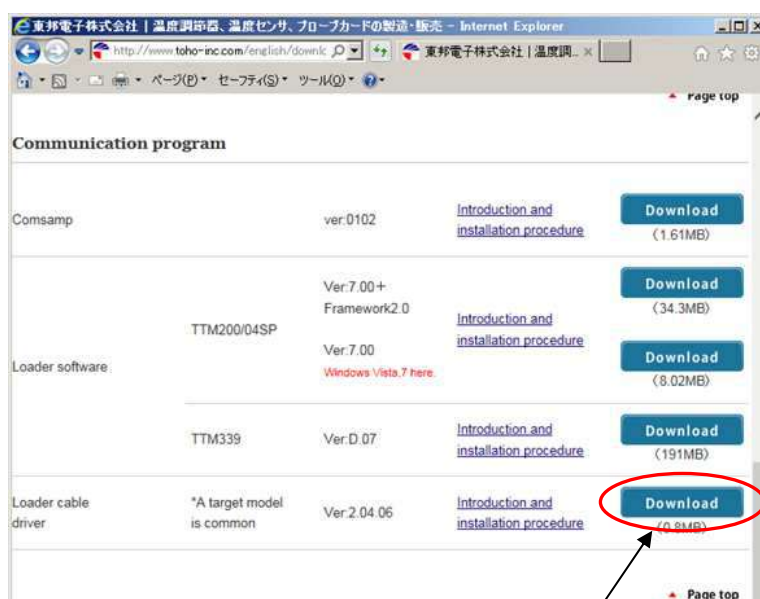 東邦電子株式会社 | 温度調節器、温度センサ、プローブカードの製造・販売 - Internet Explorer
http://www.toho-inc.com/english/downlc
東邦電子株式会社 | 温度調... ×
ページ(P) セーフティ(S) ツール(O)
Page top
Communication program
Comsamp ver:0102 Introduction and installation procedure Download (1.61MB)
Loader software
TTM200/04SP
Ver:7.00+
Framework2.0
Download
(34.3MB)
Introduction and
installation procedure
Ver:7.00
Windows Vista,7 here.
Download
(8.02MB)
TTM339 Ver:D.07 Introduction and installation procedure Download (191MB)
Loader cable driver
*A target model is common
Ver:2.04.06
Introduction and installation procedure
Download
(0.8MB)
Page top